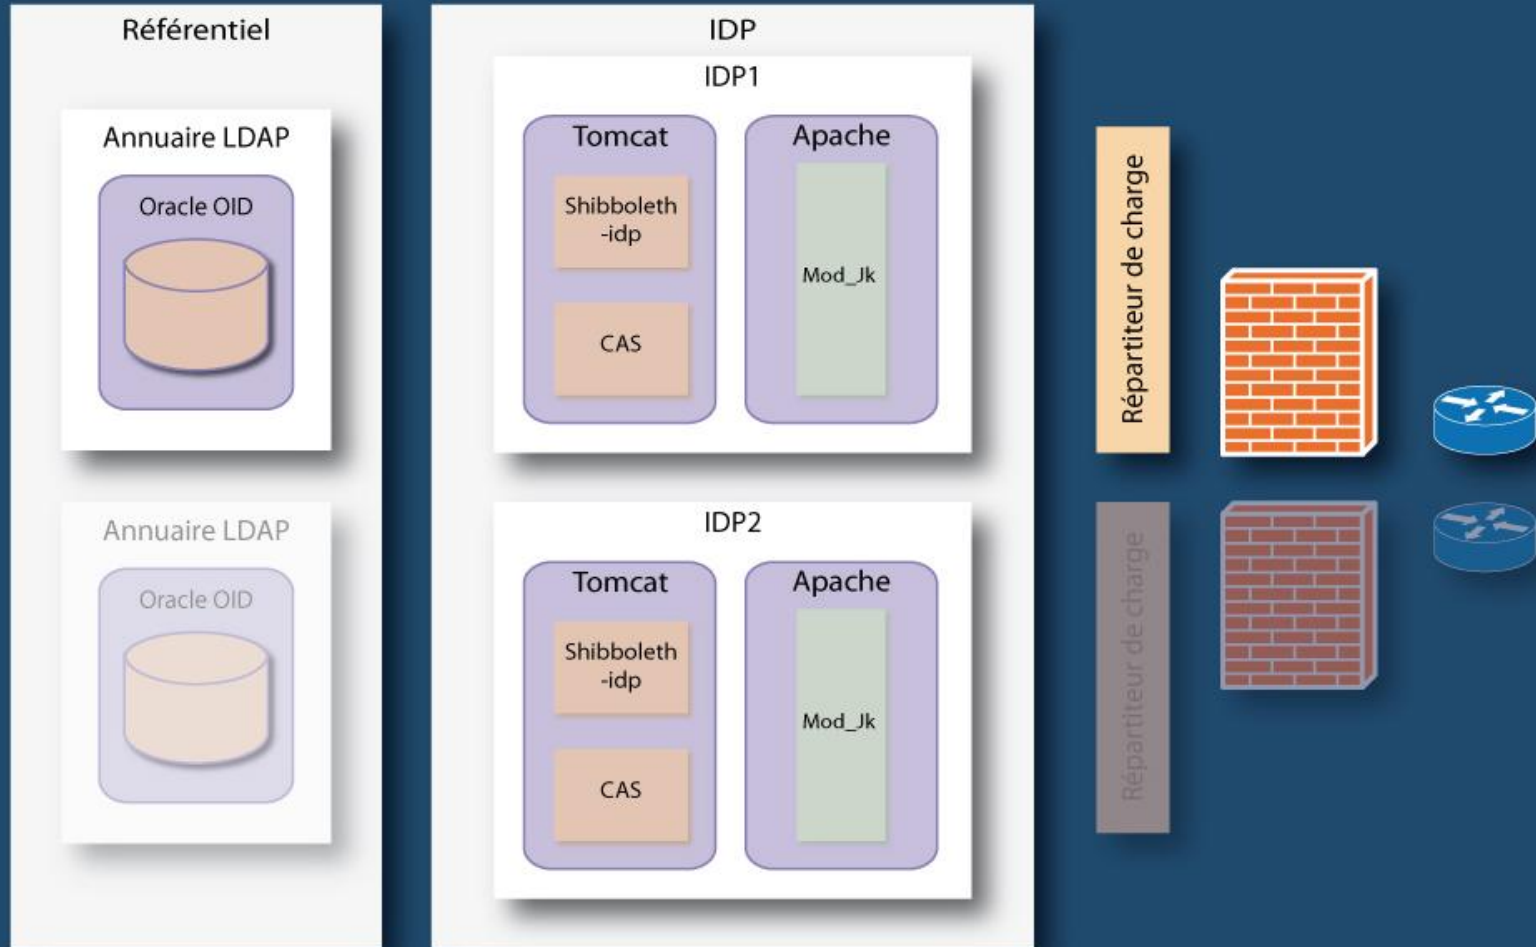 Référentiel
Annuaire LDAP
Oracle OID
Annuaire LDAP
Oracle OID
IDP
IDP1
Tomcat
Shibboleth
-idp
CAS
Apache
Mod_Jk
IDP2
Tomcat
Shibboleth
-idp
CAS
Apache
Mod_Jk
Répartiteur de charge
Répartiteur de charge